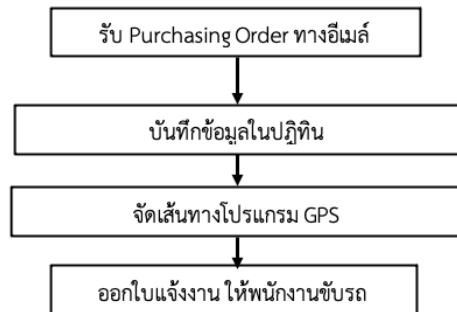 รับ Purchasing Order ทางอีเมล์
บันทึกข้อมูลในปฎิทิน
จัดเส้นทางโปรแกรม GPS
ออกใบแจ้งงาน ให้พนักงานขับรถ